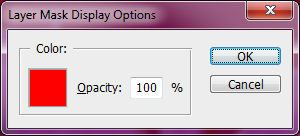 Layer Mask Display Options
Color:
OK
Opacity: 100 %
Cancel